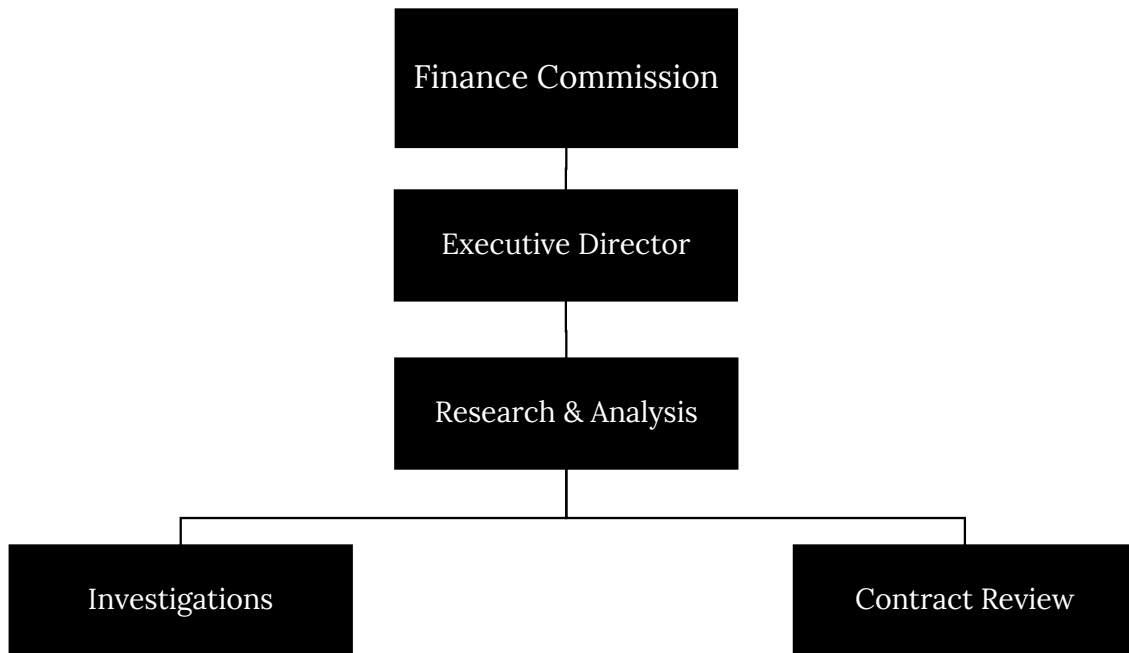 Finance Commission
Executive Director
Research & Analysis
Investigations
Contract Review